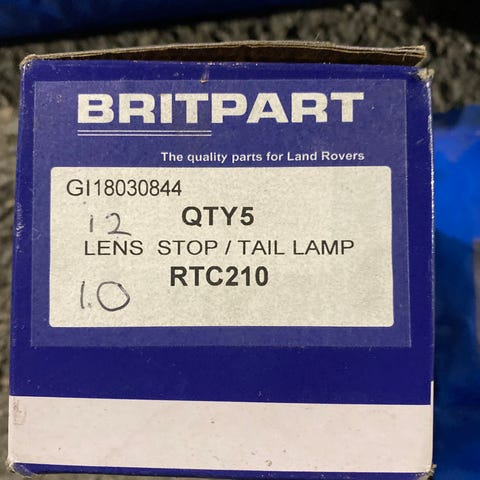 BRITPART
The quality parts for Land Rovers
GI18030844
12
QTY5
LENS STOP / TAIL LAMP
RTC210
1.0